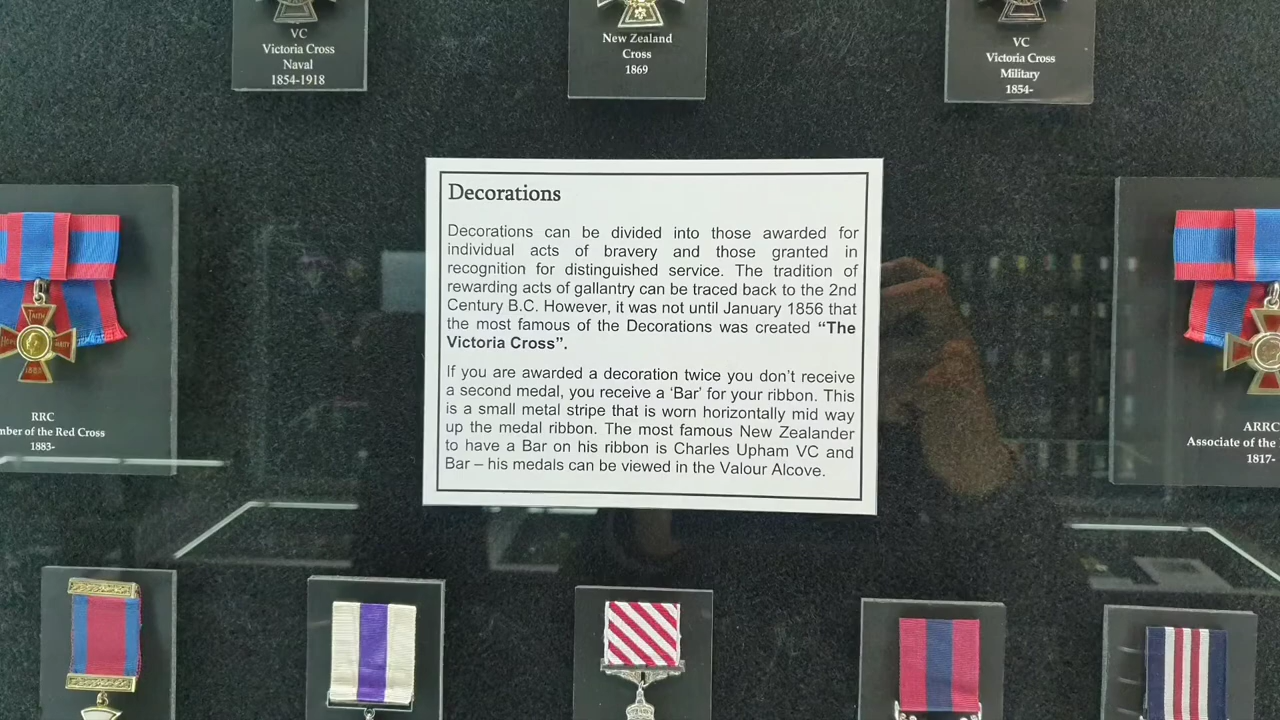 VC
Victoria Cross
Naval
1854-1918
New Zealand
Cross
1869
VC
Victoria Cross
Military
1854-
Decorations
Decorations can be divided into those awarded for
individual acts of bravery and those granted in
recognition for distinguished service. The tradition of
rewarding acts of gallantry can be traced back to the 2nd
Century B.C. However, it was not until January 1856 that
the most famous of the Decorations was created “The
Victoria Cross”.
If you are awarded a decoration twice you don’t receive
a second medal, you receive a ‘Bar’ for your ribbon. This
is a small metal stripe that is worn horizontally mid way
up the medal ribbon. The most famous New Zealander
to have a Bar on his ribbon is Charles Upham VC and
Bar – his medals can be viewed in the Valour Alcove.
FAITH
1883
RRC
mber of the Red Cross
1883-
ARRC
Associate of the
1817-